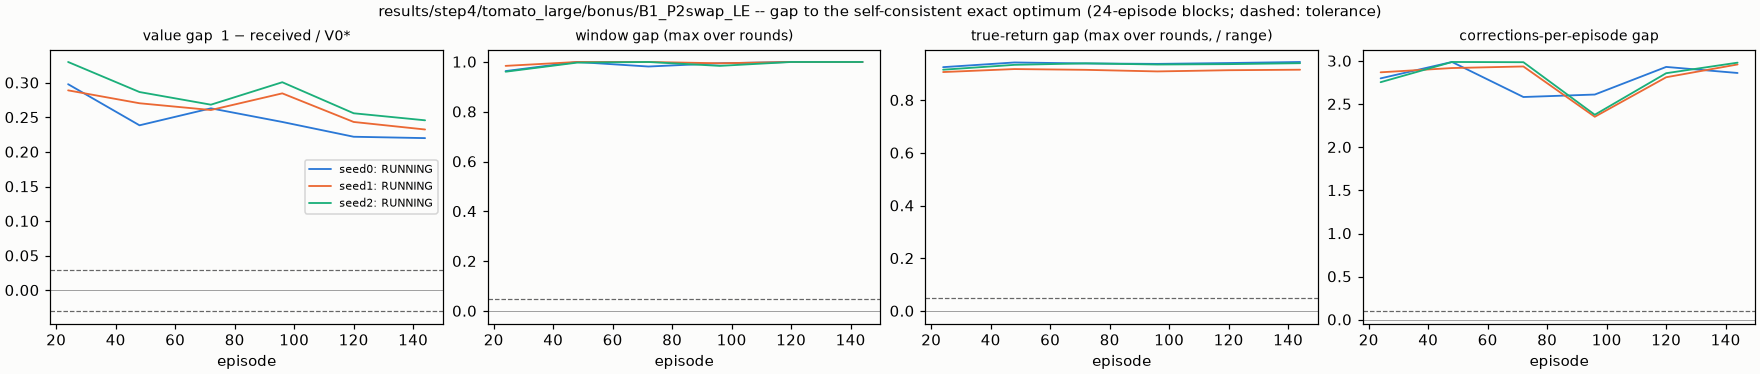 results/step4/tomato_large/bonus/B1_P2swap_LE -- gap to the self-consistent exact optimum (24-episode blocks; dashed: tolerance)
value gap 1 − received / V0*
0.30
0.25
0.20
0.15
0.10
0.05
0.00
20 40 60 80 100 120 140
episode
seed0: RUNNING
seed1: RUNNING
seed2: RUNNING
window gap (max over rounds)
1.0
0.8
0.6
0.4
0.2
0.0
20 40 60 80 100 120 140
episode
true-return gap (max over rounds, / range)
0.8
0.6
0.4
0.2
0.0
20 40 60 80 100 120 140
episode
corrections-per-episode gap
3.0
2.5
2.0
1.5
1.0
0.5
0.0
20 40 60 80 100 120 140
episode